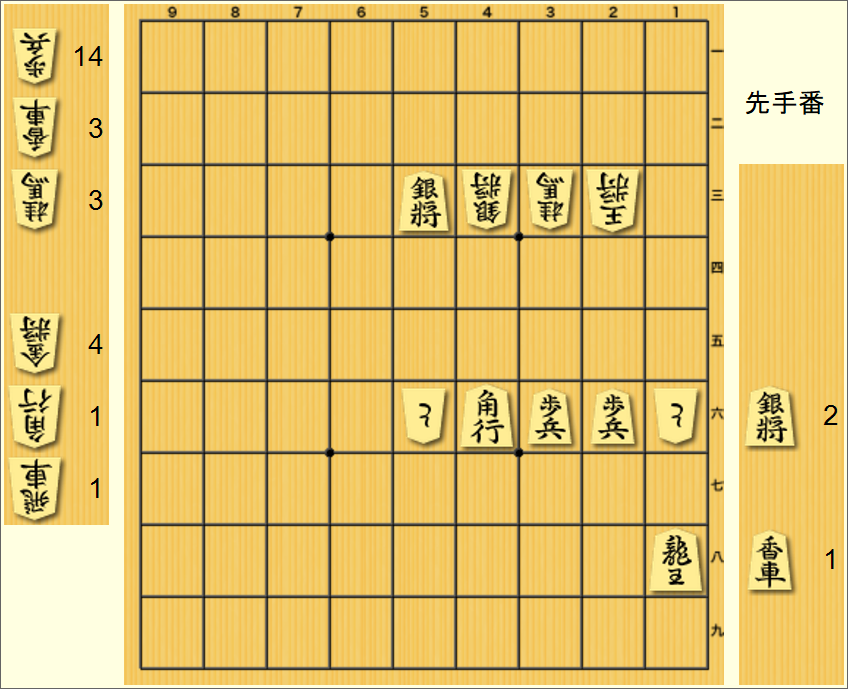 9 8 7 6 5 4 3 2 1
歩兵 14
香車 3
桂馬 3
金将 4
角行 1
飛車 1
一
二
三 銀将 銀将 桂馬 王将
四
五
六 と 角行 歩兵 歩兵 と
七
八 龍王
九
先手番
銀将 2
香車 1